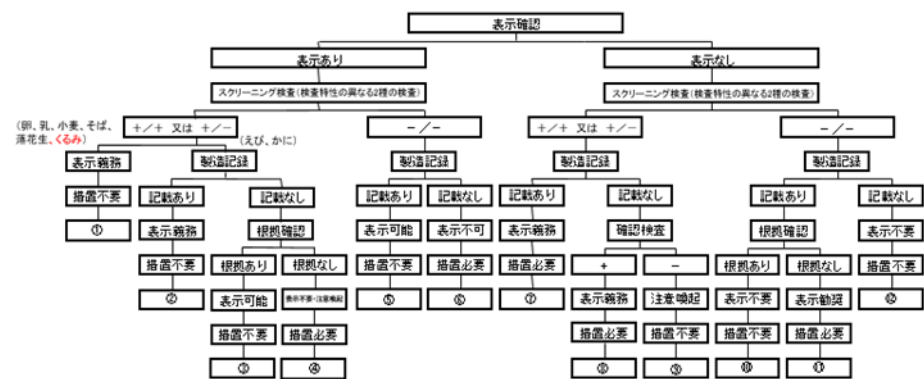 表示確認
表示あり
表示なし
スクリーニング検査(検査特性の異なる2種の検査)
スクリーニング検査(検査特性の異なる2種の検査)
(卵、乳、小麦、そば、
落花生、くるみ)
+/+ 又は +/-
(えび、かに)
-/-
+/+ 又は +/-
-/-
表示義務
製造記録
製造記録
製造記録
製造記録
措置不要
記載あり
記載なし
記載あり
記載なし
記載あり
記載なし
記載あり
記載なし
①
表示義務
根拠確認
表示可能
表示不可
表示義務
確認検査
根拠確認
表示不要
措置不要
根拠あり
根拠なし
措置不要
措置必要
措置必要
+
-
根拠あり
根拠なし
措置不要
②
表示可能
表示不要・注意喚起
⑤
⑥
⑦
表示義務
注意喚起
表示不要
表示勧奨
⑫
措置不要
措置必要
措置必要
措置不要
措置不要
措置必要
③
④
⑧
⑨
⑩
⑪